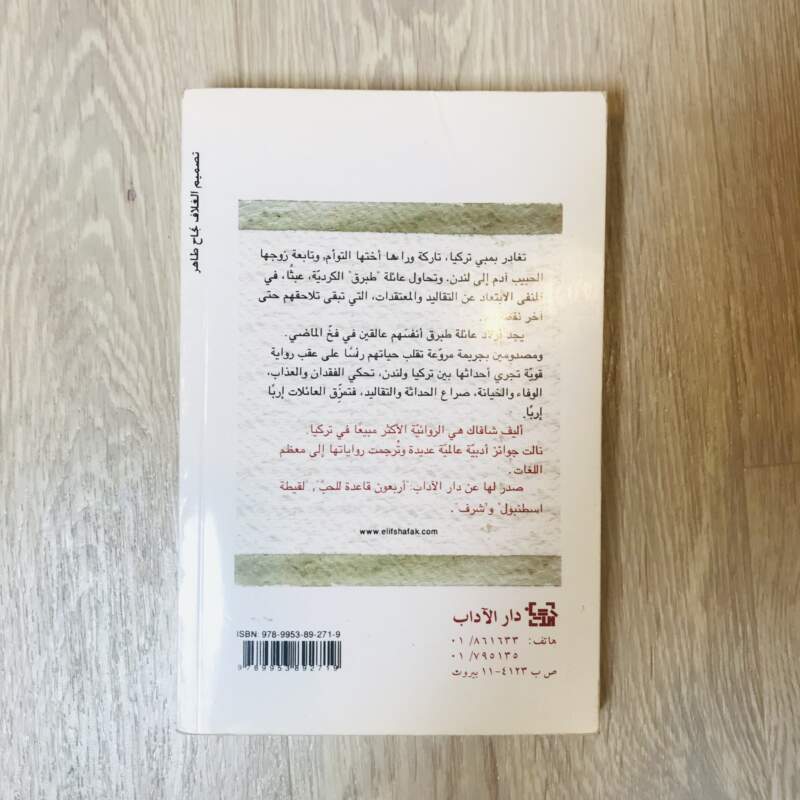 تصميم الغلاف نجاح طاهر
تغادر بمبي تركيا، تاركة وراءها أختها التوأم، وتابعة زوجها
الحبيب آدم إلى لندن. وتحاول عائلة "طبرق" الكرديّة، عبثًا، في
الابتعاد عن التقاليد والمعتقدات، التي تبقى تلاحقهم حتى
آخر
يجد أولاد عائلة طبرق أنفسَهم عالقين في فخّ الماضي.
ومصدومين بجريمة مروّعة تقلب حياتهم رأسًا على عقب رواية
قويّة تجري أحداثها بين تركيا ولندن، تحكي الفقدان والعذاب،
الوفاء والخيانة، صراع الحداثة والتقاليد، فتمزّق العائلات إربًا
إربًا.
أليف شافاك هي الروائيّة الأكثر مبيعًا في تركيا.
نالت جوائز أدبيّة عالميّة عديدة وتُرجمت رواياتها إلى معظم
اللغات.
صدر لها عن دار الآداب: "أربعون قاعدة للحبّ"، "لقيطة
اسطنبول" و"شرف".
www.elifshafak.com
دار الآداب
هاتف: ٠١/٨٦١٦٣٣
٠١/٧٩٥١٣٥
ص ب ٤١٢٣-١١ بيروت
ISBN: 978-9953-89-271-9
9789953892719